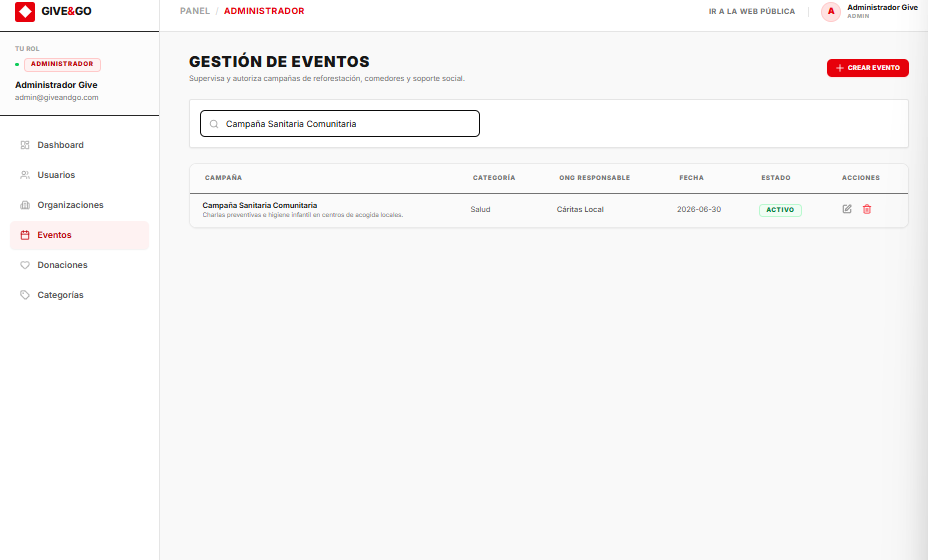 GIVE&GO
PANEL / ADMINISTRADOR
IR A LA WEB PÚBLICA
A
Administrador Give
ADMIN
TU ROL
ADMINISTRADOR
Administrador Give
admin@giveandgo.com
Dashboard
Usuarios
Organizaciones
Eventos
Donaciones
Categorías
GESTIÓN DE EVENTOS
Supervisa y autoriza campañas de reforestación, comedores y soporte social.
CREAR EVENTO
Campaña Sanitaria Comunitaria
CAMPAÑA CATEGORÍA ONG RESPONSABLE FECHA ESTADO ACCIONES
Campaña Sanitaria Comunitaria
Charlas preventivas e higiene infantil en centros de acogida locales.
Salud Cáritas Local 2026-06-30 ACTIVO